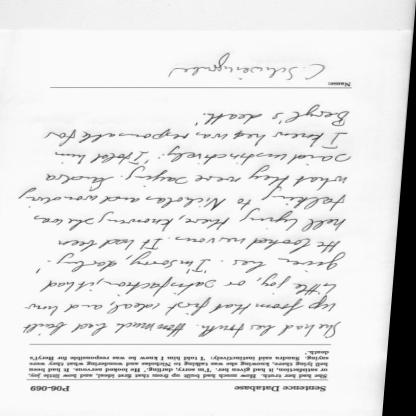 Sentence Database P06-069
She had her truth. How much had built up from that first ideal, and how little joy,
or satisfaction, it had given her. 'I'm sorry, darling.' He looked nervous. It had been
hell lying there, knowing she was talking to Nicholas and wondering what they were
saying. Sandra said instinctively: 'I told him I knew he was responsible for Beryl's
death.'
She had her truth. How much had built
up from that first ideal, and how
little joy, or satisfaction, it had
given her. 'I'm sorry, darling.'
He looked nervous. It had been
hell lying there, knowing she was
talking to Nicholas and wondering
what they were saying. Sandra
said instinctively: 'I told him
I knew he was responsible for
Beryl's death.'
Name:
C. Schweingruber